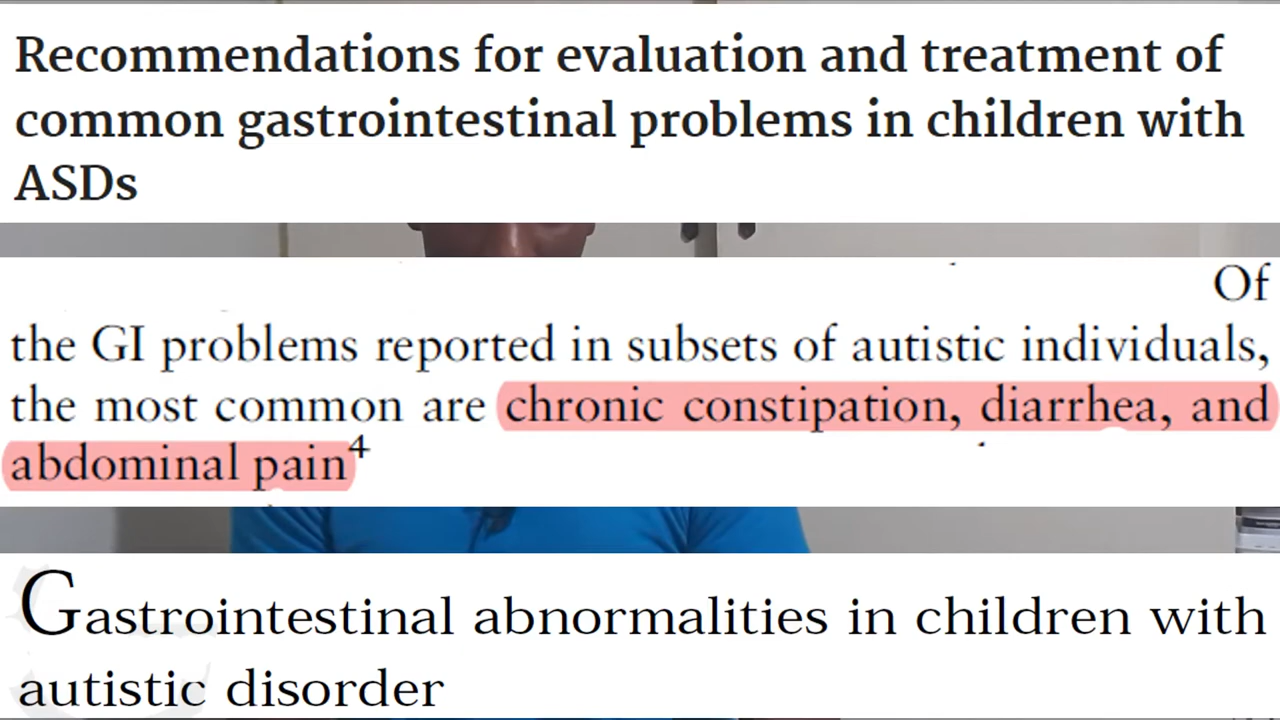 Recommendations for evaluation and treatment of
common gastrointestinal problems in children with
ASDs
Of
the GI problems reported in subsets of autistic individuals,
the most common are chronic constipation, diarrhea, and
abdominal pain⁴
Gastrointestinal abnormalities in children with
autistic disorder